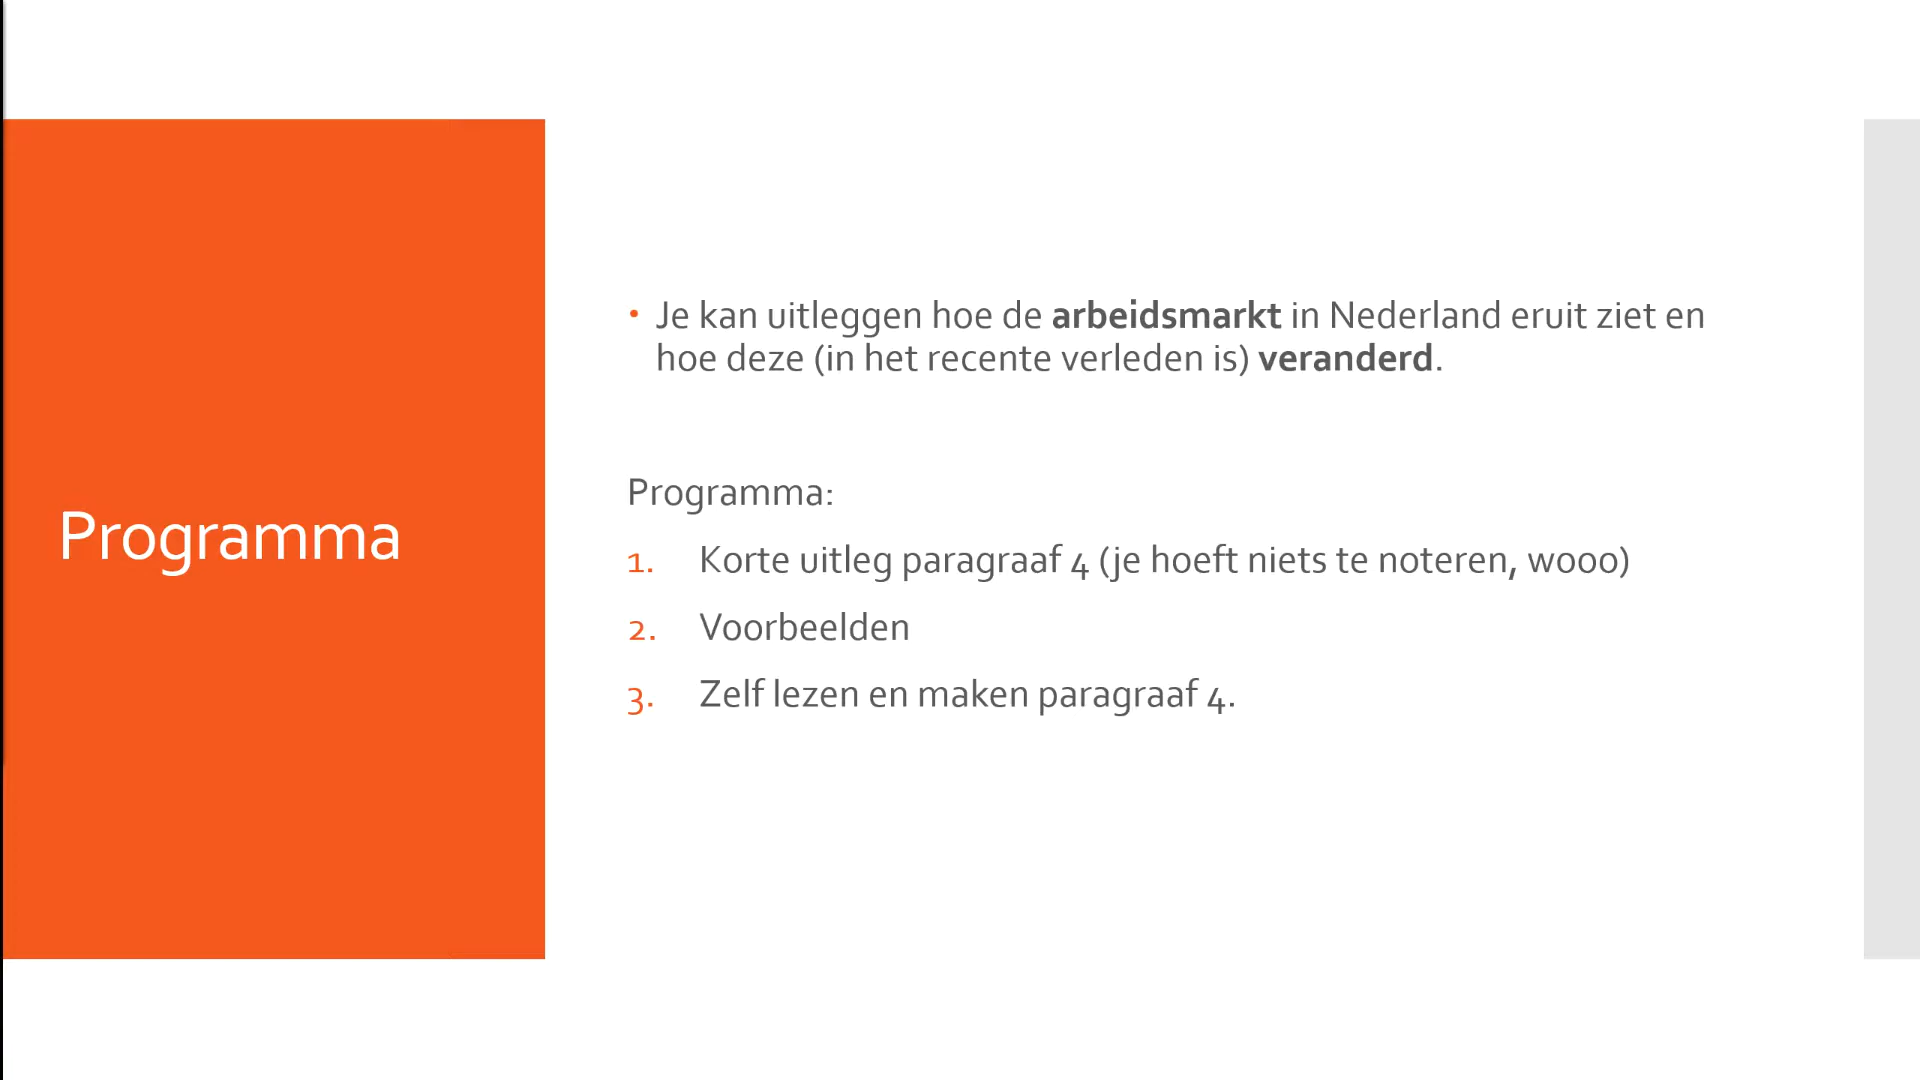 Programma
• Je kan uitleggen hoe de arbeidsmarkt in Nederland eruit ziet en
hoe deze (in het recente verleden is) veranderd.
Programma:
1. Korte uitleg paragraaf 4 (je hoeft niets te noteren, wooo)
2. Voorbeelden
3. Zelf lezen en maken paragraaf 4.